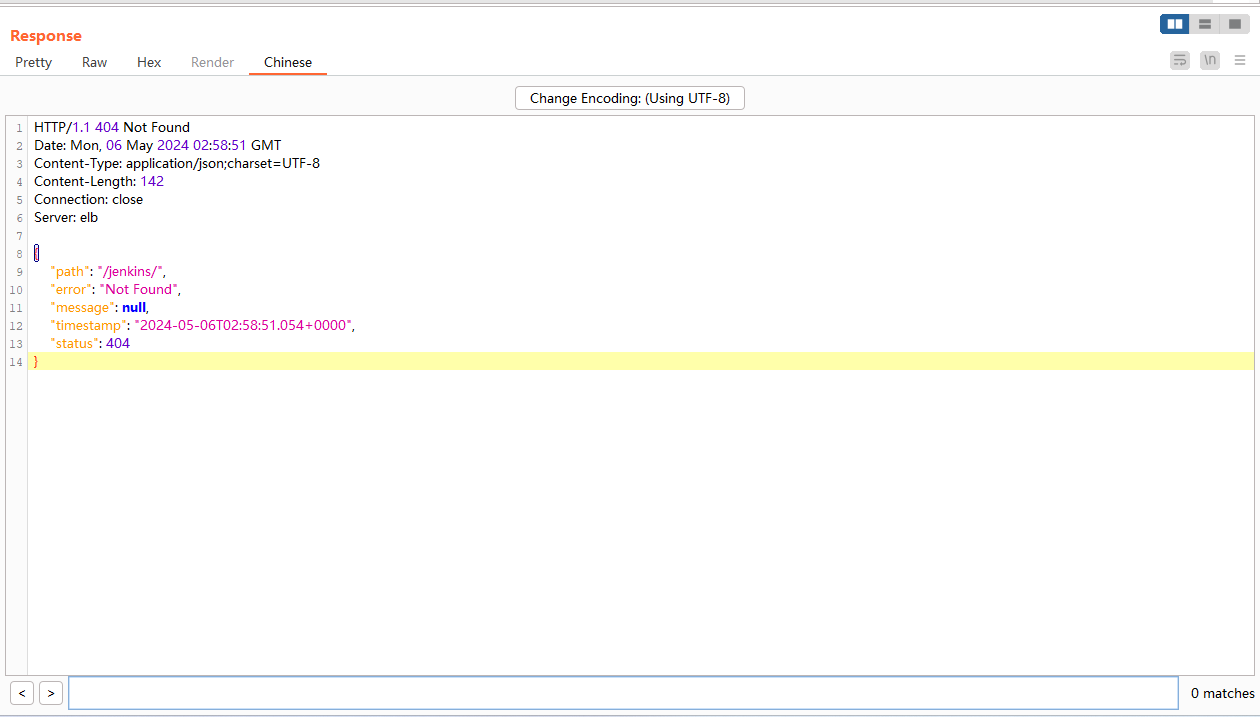 Response
Pretty Raw Hex Render Chinese
\n
Change Encoding: (Using UTF-8)
1 HTTP/1.1 404 Not Found
2 Date: Mon, 06 May 2024 02:58:51 GMT
3 Content-Type: application/json;charset=UTF-8
4 Content-Length: 142
5 Connection: close
6 Server: elb
7
8 {
9 "path": "/jenkins/",
10 "error": "Not Found",
11 "message": null,
12 "timestamp": "2024-05-06T02:58:51.054+0000",
13 "status": 404
14 }
< > 0 matches